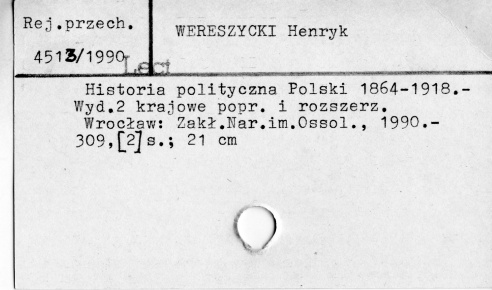 Rej.przech.
WERESZYCKI Henryk
4513/1990
Lect
Historia polityczna Polski 1864-1918.-
Wyd.2 krajowe popr. i rozszerz.
Wrocław: Zakł.Nar.im.Ossol., 1990.-
309,[2]s.; 21 cm